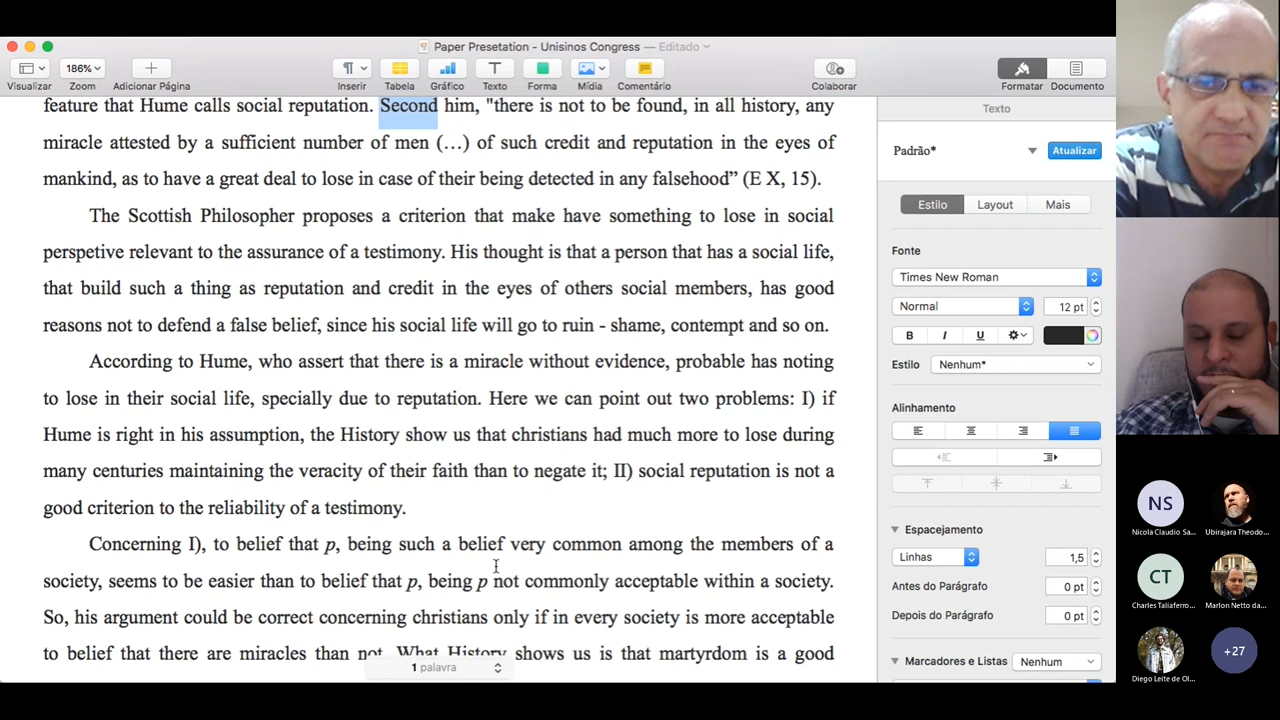 Paper Presetation - Unisinos Congress — Editado
186%
Visualizar Zoom Adicionar Página Inserir Tabela Gráfico Texto Forma Mídia Comentário Colaborar Formatar Documento
feature that Hume calls social reputation. Second him, "there is not to be found, in all history, any
miracle attested by a sufficient number of men (…) of such credit and reputation in the eyes of
mankind, as to have a great deal to lose in case of their being detected in any falsehood” (E X, 15).
The Scottish Philosopher proposes a criterion that make have something to lose in social
perspetive relevant to the assurance of a testimony. His thought is that a person that has a social life,
that build such a thing as reputation and credit in the eyes of others social members, has good
reasons not to defend a false belief, since his social life will go to ruin - shame, contempt and so on.
According to Hume, who assert that there is a miracle without evidence, probable has noting
to lose in their social life, specially due to reputation. Here we can point out two problems: I) if
Hume is right in his assumption, the History show us that christians had much more to lose during
many centuries maintaining the veracity of their faith than to negate it; II) social reputation is not a
good criterion to the reliability of a testimony.
Concerning I), to belief that p, being such a belief very common among the members of a
society, seems to be easier than to belief that p, being p not commonly acceptable within a society.
So, his argument could be correct concerning christians only if in every society is more acceptable
to belief that there are miracles than not. What History shows us is that martyrdom is a good
1 palavra
Texto
Padrão*
Atualizar
Estilo Layout Mais
Fonte
Times New Roman
Normal 12 pt
B I U
Estilo Nenhum*
Alinhamento
Espacejamento
Linhas 1,5
Antes do Parágrafo 0 pt
Depois do Parágrafo 0 pt
Marcadores e Listas Nenhum
NS
Nicola Claudio Sa... Ubirajara Theodo...
CT
Charles Taliaferro... Marlon Netto da...
+27
Diego Leite de Ol...